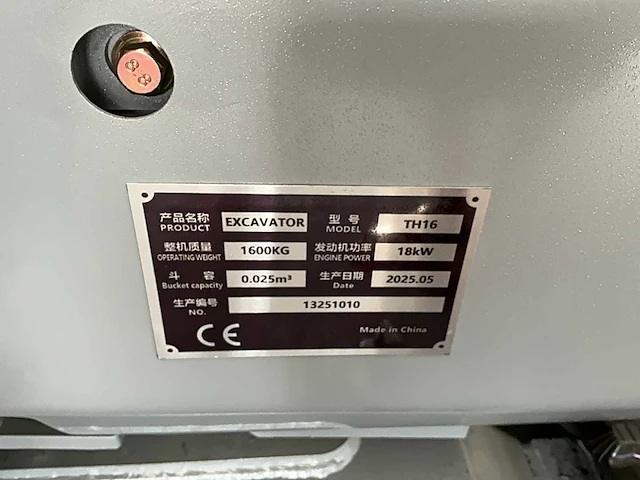 8.8
产品名称 EXCAVATOR 型 号 TH16
PRODUCT MODEL
整机质量 1600KG 发动机功率 18kW
OPERATING WEIGHT ENGINE POWER
斗 容 0.025m³ 生产日期 2025.05
Bucket capacity Date
生产编号 13251010
NO.
CE Made in China